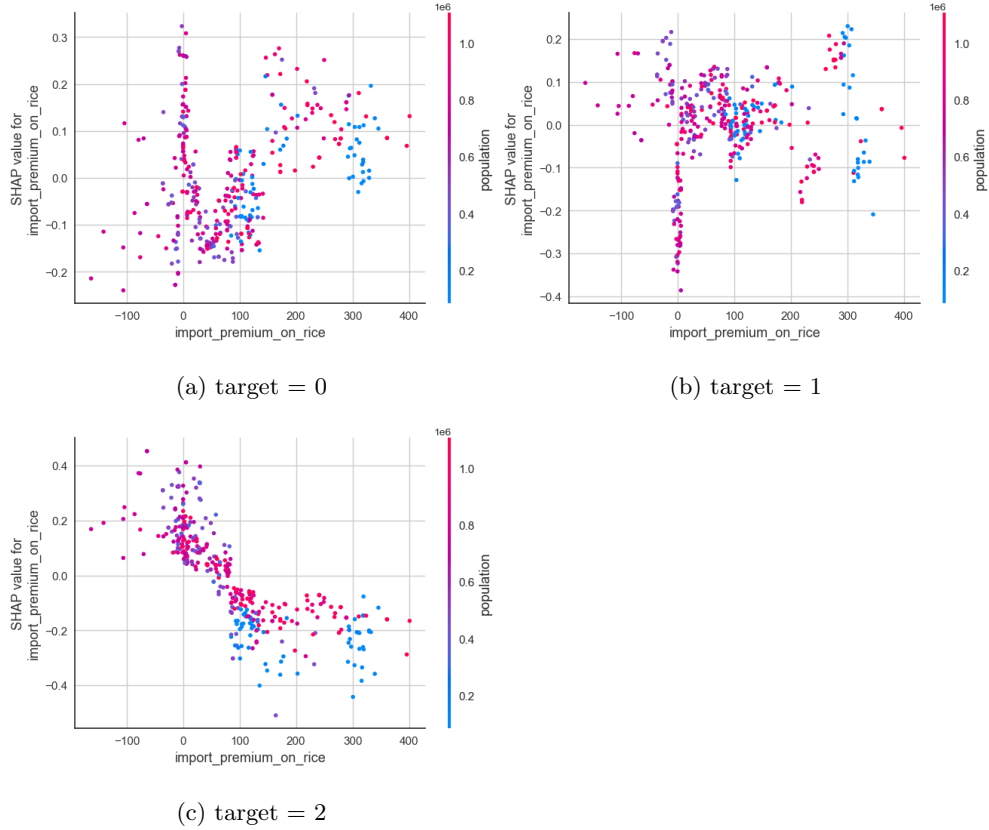 1e6
0.3
0.2
0.1
0.0
−0.1
−0.2
SHAP value for
import_premium_on_rice
−100
0
100
200
300
400
import_premium_on_rice
1.0
0.8
0.6
0.4
0.2
population
(a) target = 0
1e6
0.2
0.1
0.0
−0.1
−0.2
−0.3
−0.4
SHAP value for
import_premium_on_rice
−100
0
100
200
300
400
import_premium_on_rice
1.0
0.8
0.6
0.4
0.2
population
(b) target = 1
1e6
0.4
0.2
0.0
−0.2
−0.4
SHAP value for
import_premium_on_rice
−100
0
100
200
300
400
import_premium_on_rice
1.0
0.8
0.6
0.4
0.2
population
(c) target = 2